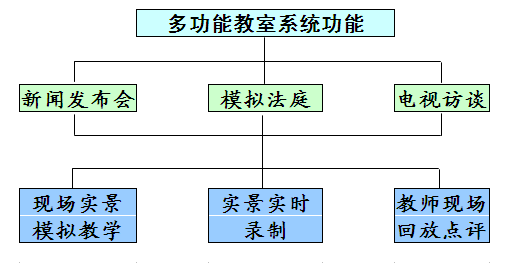 多功能教室系统功能
新闻发布会
模拟法庭
电视访谈
现场实景
模拟教学
实景实时
录制
教师现场
回放点评